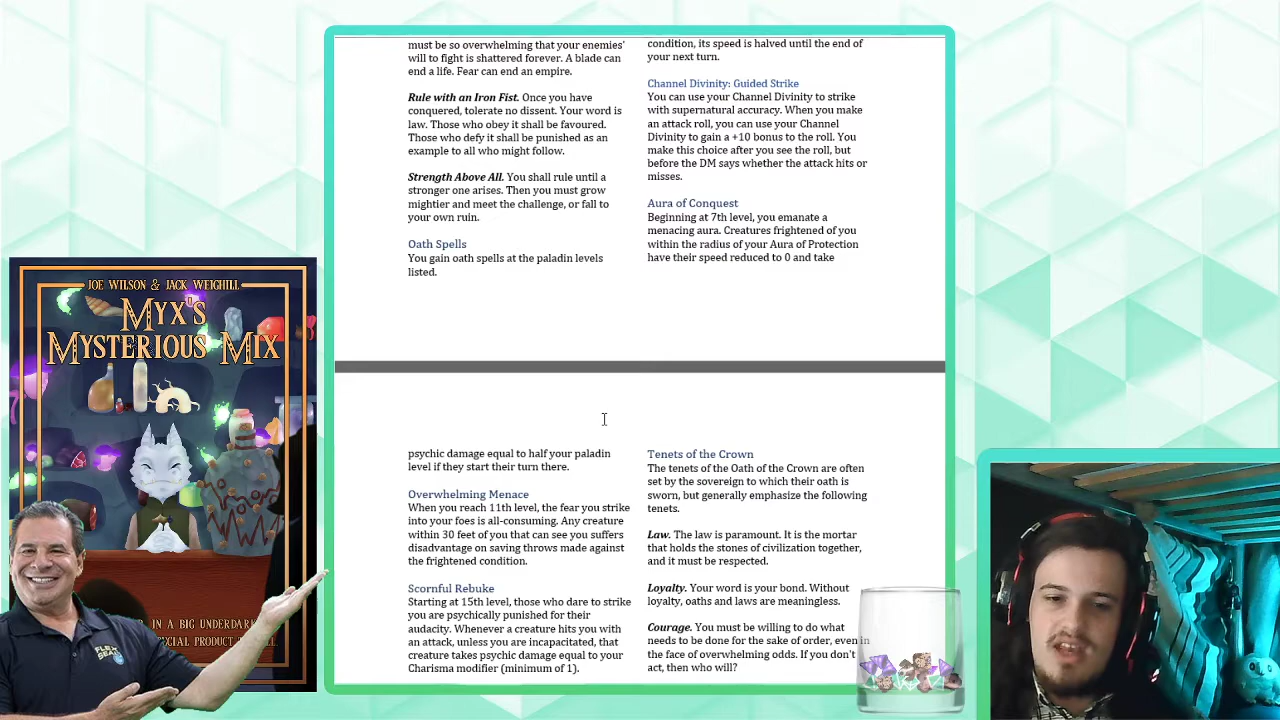 JOE WILSON & JACK WEIGHILL
MYX'S
MYSTERIOUS MIX
IN A BIG UNDERDAR
FLEX
SEAL
must be so overwhelming that your enemies'
will to fight is shattered forever. A blade can
end a life. Fear can end an empire.
Rule with an Iron Fist. Once you have
conquered, tolerate no dissent. Your word is
law. Those who obey it shall be favoured.
Those who defy it shall be punished as an
example to all who might follow.
Strength Above All. You shall rule until a
stronger one arises. Then you must grow
mightier and meet the challenge, or fall to
your own ruin.
Oath Spells
You gain oath spells at the paladin levels
listed.
condition, its speed is halved until the end of
your next turn.
Channel Divinity: Guided Strike
You can use your Channel Divinity to strike
with supernatural accuracy. When you make
an attack roll, you can use your Channel
Divinity to gain a +10 bonus to the roll. You
make this choice after you see the roll, but
before the DM says whether the attack hits or
misses.
Aura of Conquest
Beginning at 7th level, you emanate a
menacing aura. Creatures frightened of you
within the radius of your Aura of Protection
have their speed reduced to 0 and take
psychic damage equal to half your paladin
level if they start their turn there.
Overwhelming Menace
When you reach 11th level, the fear you strike
into your foes is all-consuming. Any creature
within 30 feet of you that can see you suffers
disadvantage on saving throws made against
the frightened condition.
Scornful Rebuke
Starting at 15th level, those who dare to strike
you are psychically punished for their
audacity. Whenever a creature hits you with
an attack, unless you are incapacitated, that
creature takes psychic damage equal to your
Charisma modifier (minimum of 1).
Tenets of the Crown
The tenets of the Oath of the Crown are often
set by the sovereign to which their oath is
sworn, but generally emphasize the following
tenets.
Law. The law is paramount. It is the mortar
that holds the stones of civilization together,
and it must be respected.
Loyalty. Your word is your bond. Without
loyalty, oaths and laws are meaningless.
Courage. You must be willing to do what
needs to be done for the sake of order, even in
the face of overwhelming odds. If you don't
act, then who will?